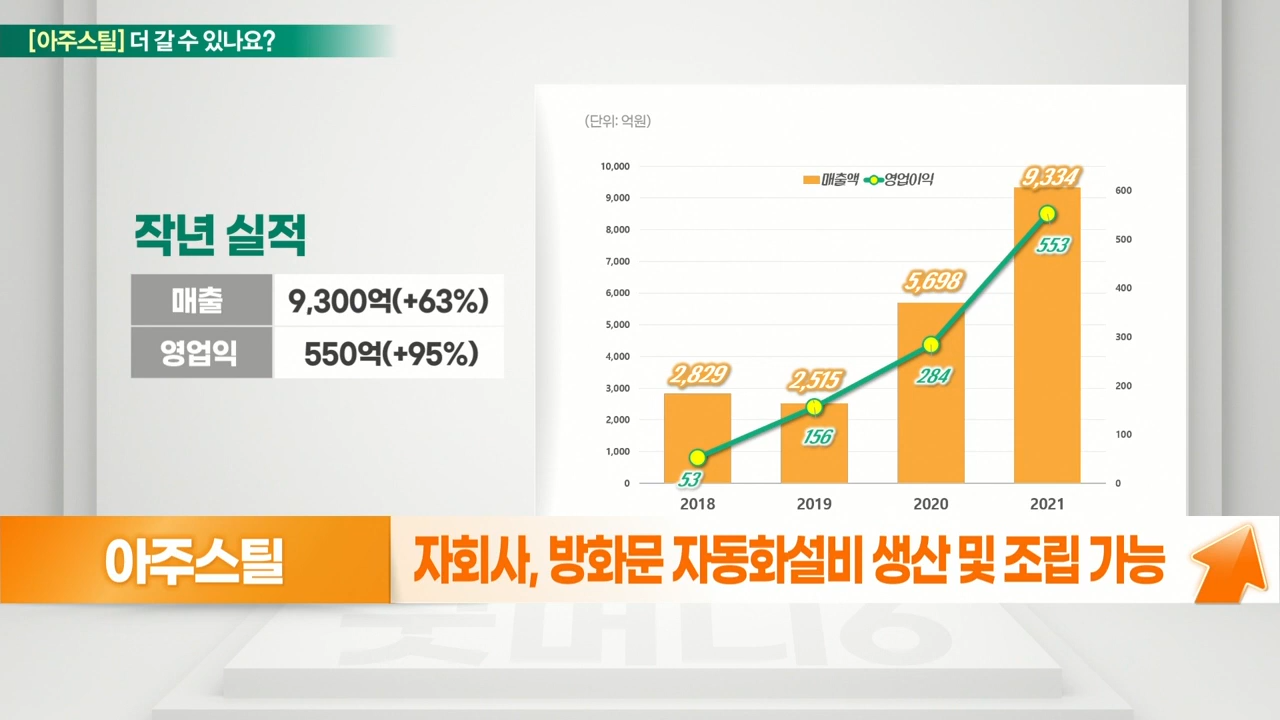 [아주스틸] 더 갈 수 있나요?
(단위: 억원)
작년 실적
매출 9,300억(+63%)
영업익 550억(+95%)
매출액 영업이익
10,000
9,000
8,000
7,000
6,000
5,000
4,000
3,000
2,000
1,000
0
600
500
400
300
200
100
0
2,829
2,515
5,698
9,334
53
156
284
553
2018 2019 2020 2021
아주스틸
자회사, 방화문 자동화설비 생산 및 조립 가능